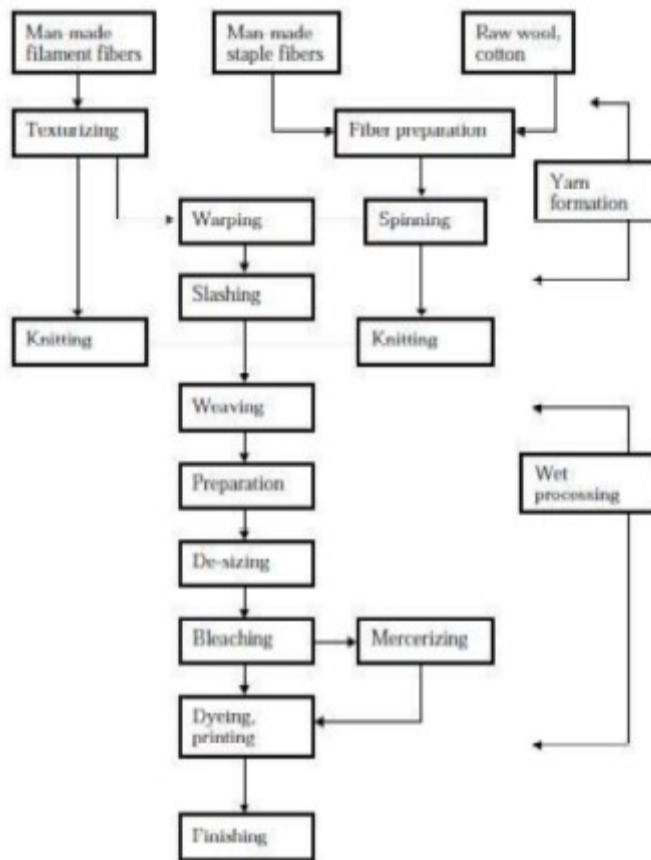 Man-made
filament fibers
Man-made
staple fibers
Raw wool,
cotton
Texturizing
Fiber preparation
Yarn
formation
Warping
Spinning
Slashing
Knitting
Knitting
Weaving
Wet
processing
Preparation
De-sizing
Bleaching
Mercerizing
Dyeing,
printing
Finishing